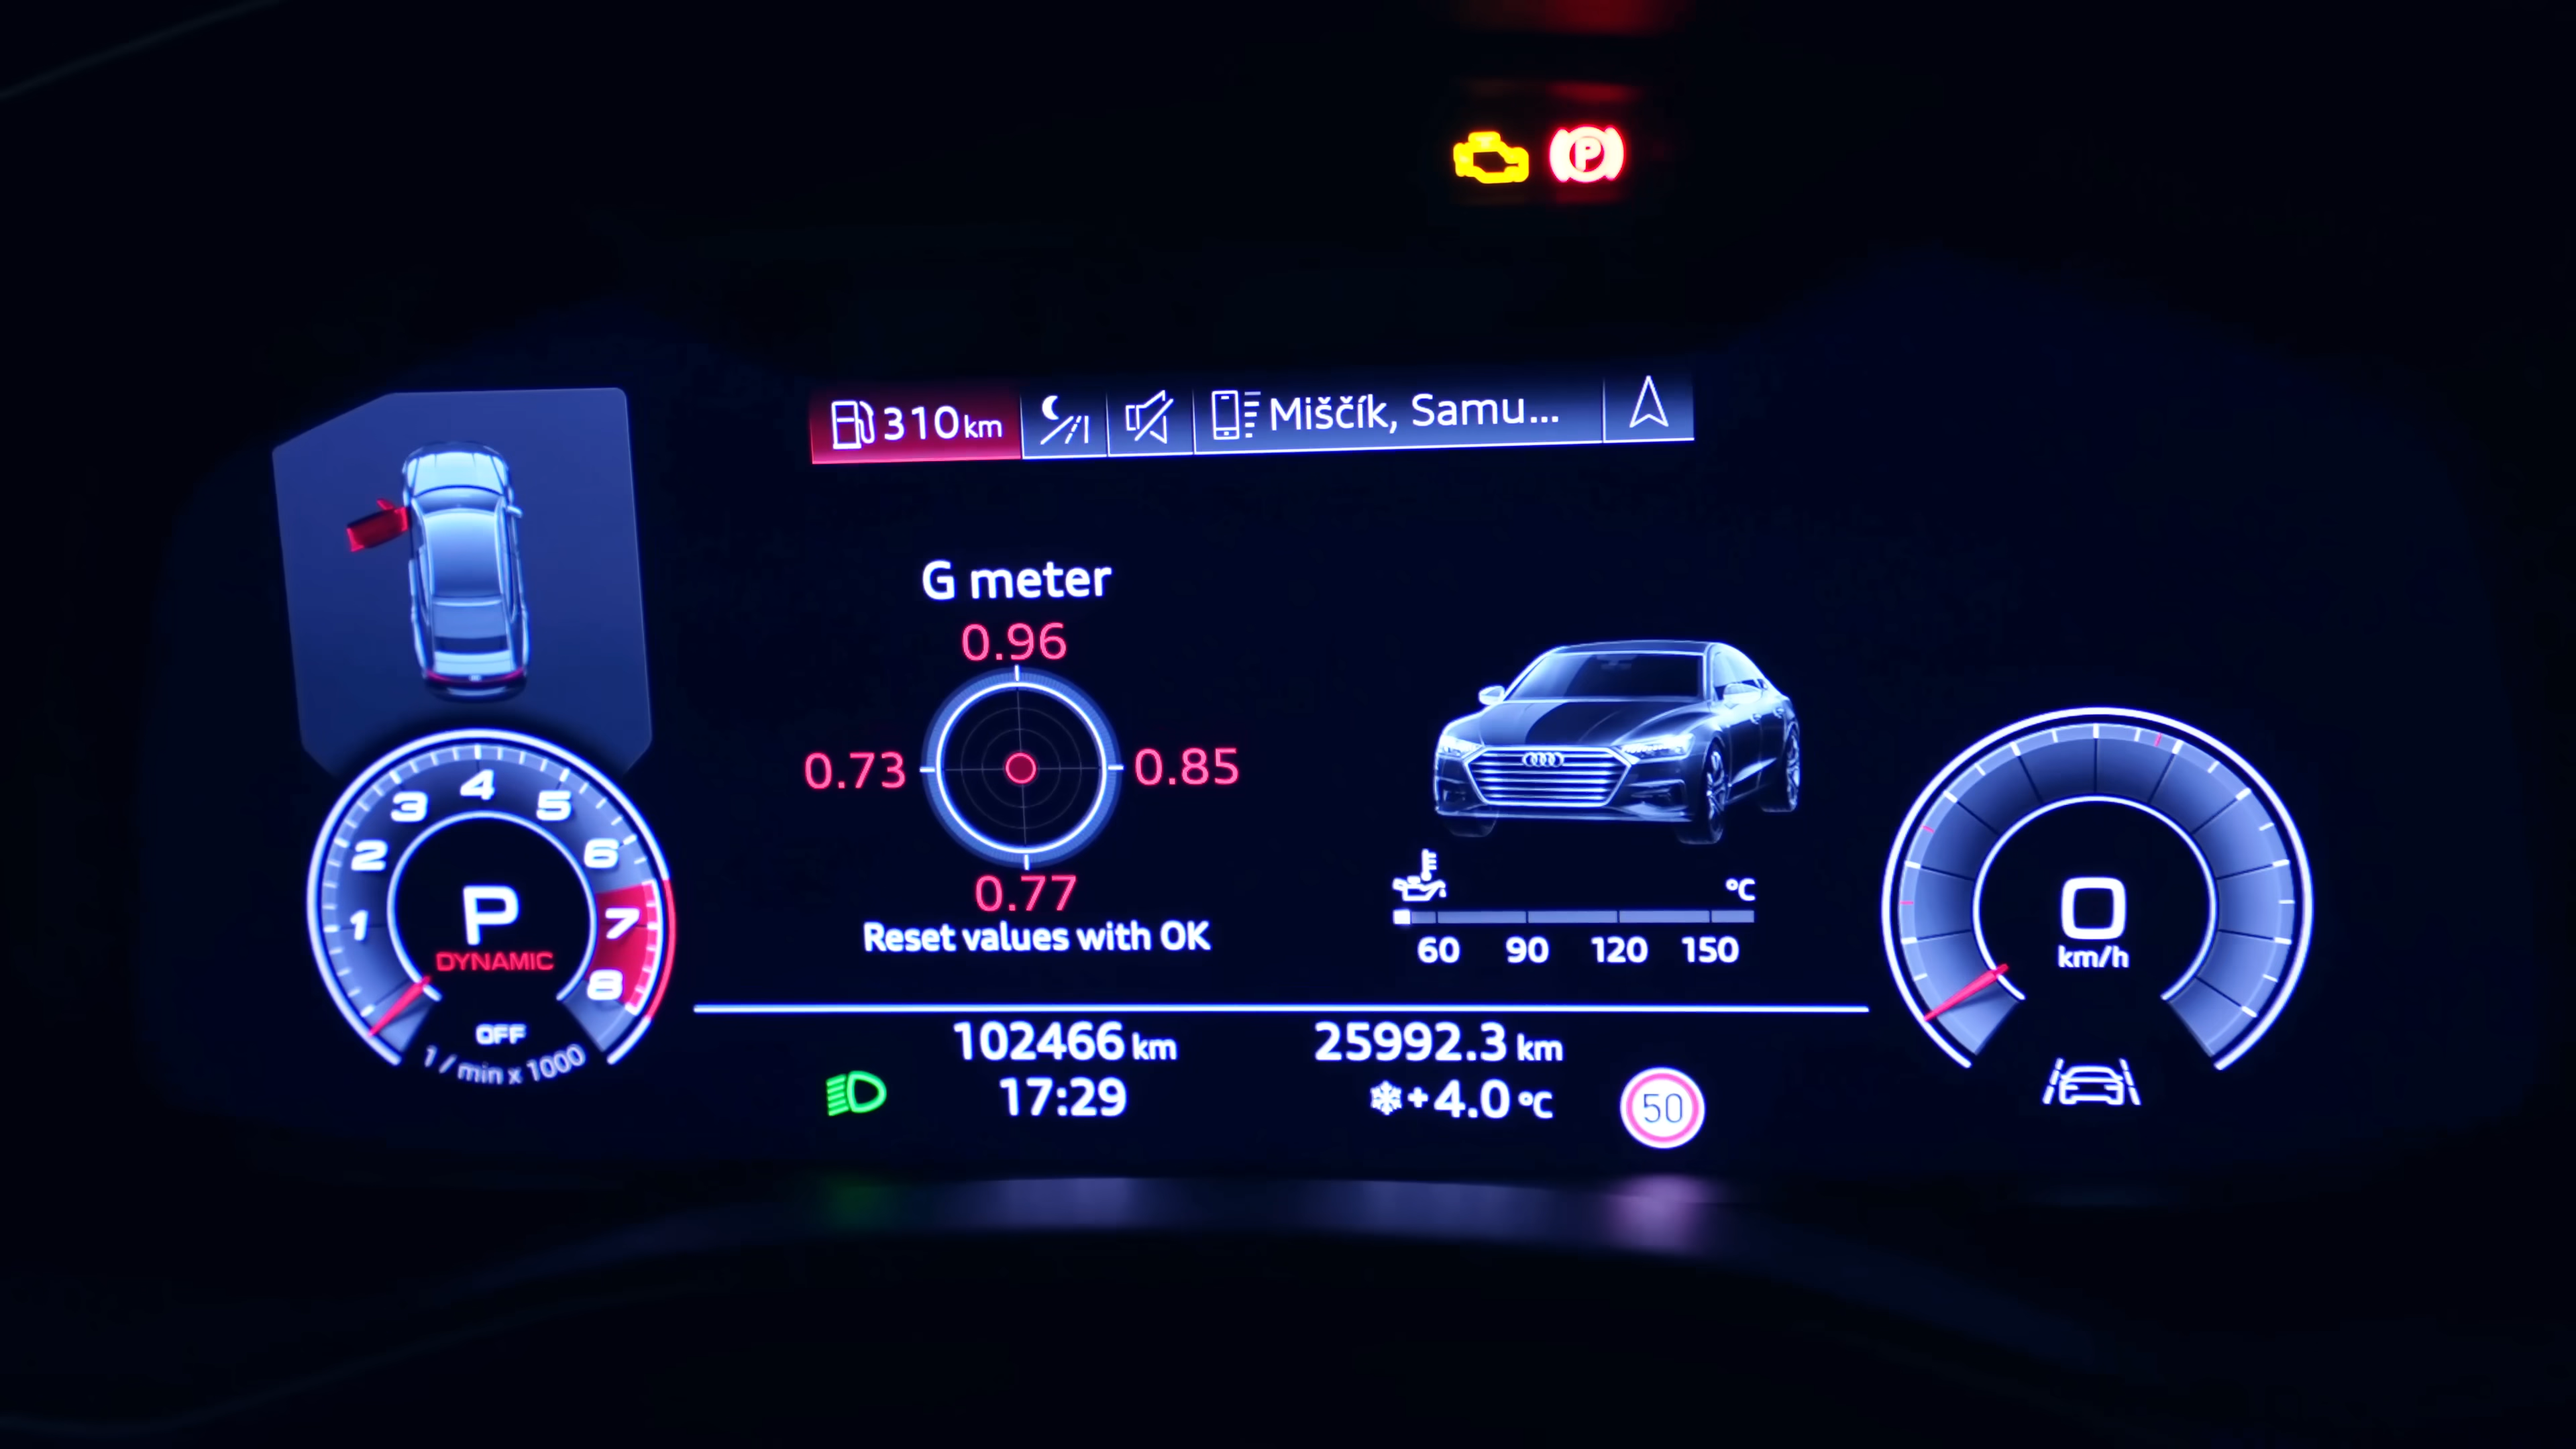 P
310 km
Miščík, Samu...
G meter
0.96
0.73
0.85
0.77
Reset values with OK
°C
60 90 120 150
1 2 3 4 5 6 7 8
P
DYNAMIC
OFF
1 / min x 1000
0
km/h
102466 km
25992.3 km
17:29
+4.0 °C
50